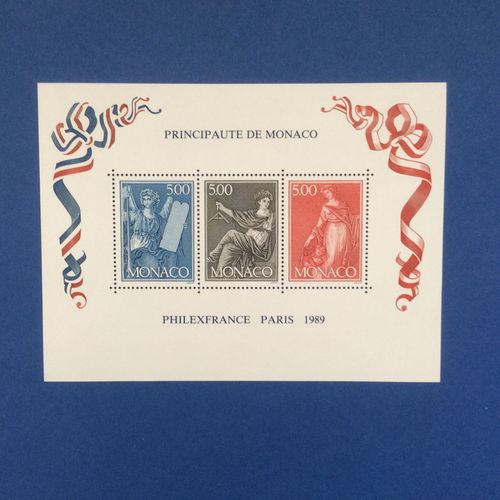 PRINCIPAUTE DE MONACO
5,00 5,00 5,00
MONACO MONACO MONACO
PHILEXFRANCE PARIS 1989